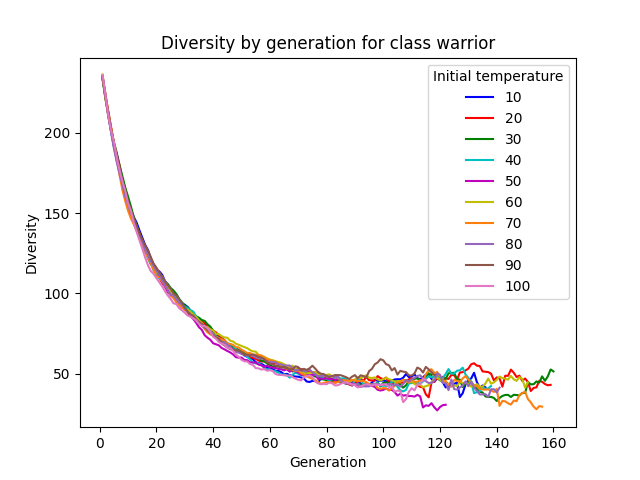 Diversity by generation for class warrior
Initial temperature
10
20
30
40
50
60
70
80
90
100
Diversity
200
150
100
50
0 20 40 60 80 100 120 140 160
Generation